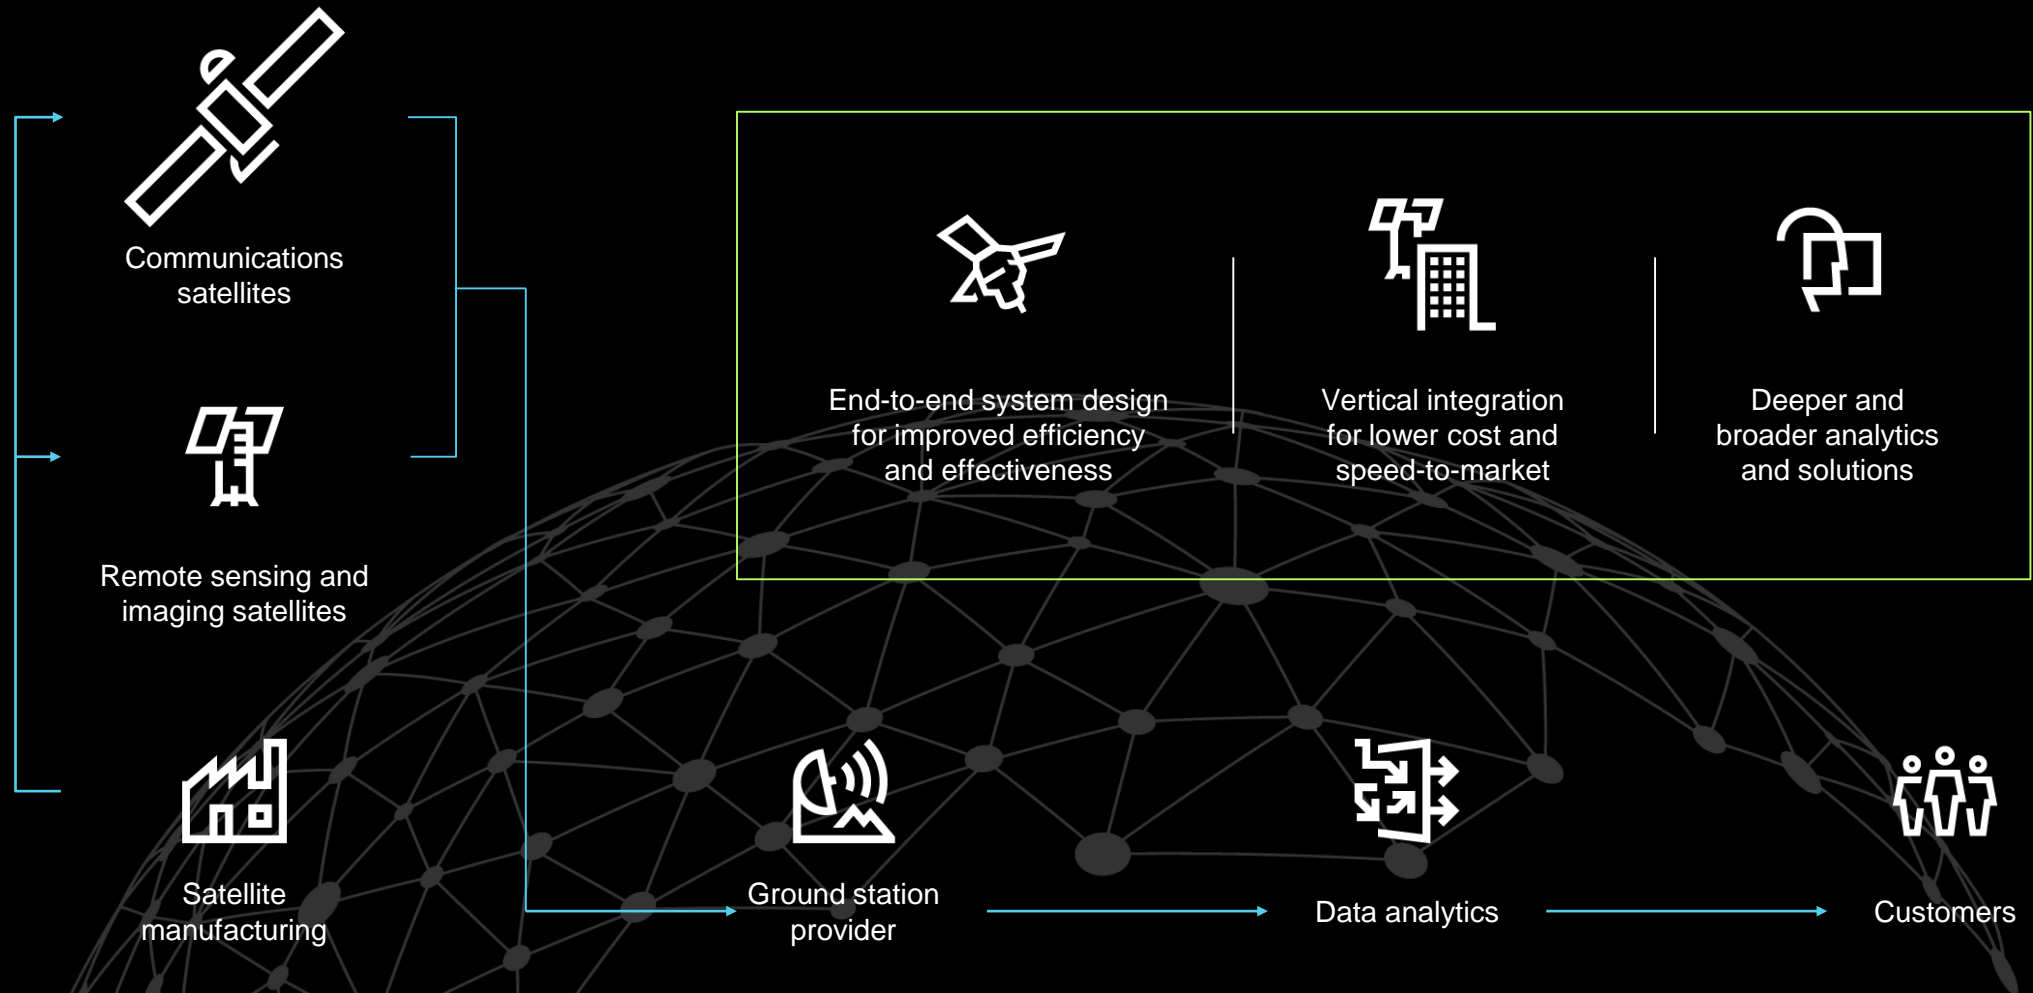 Communications
satellites
Remote sensing and
imaging satellites
Satellite
manufacturing
End-to-end system design
for improved efficiency
and effectiveness
Vertical integration
for lower cost and
speed-to-market
Deeper and
broader analytics
and solutions
Ground station
provider
Data analytics
Customers